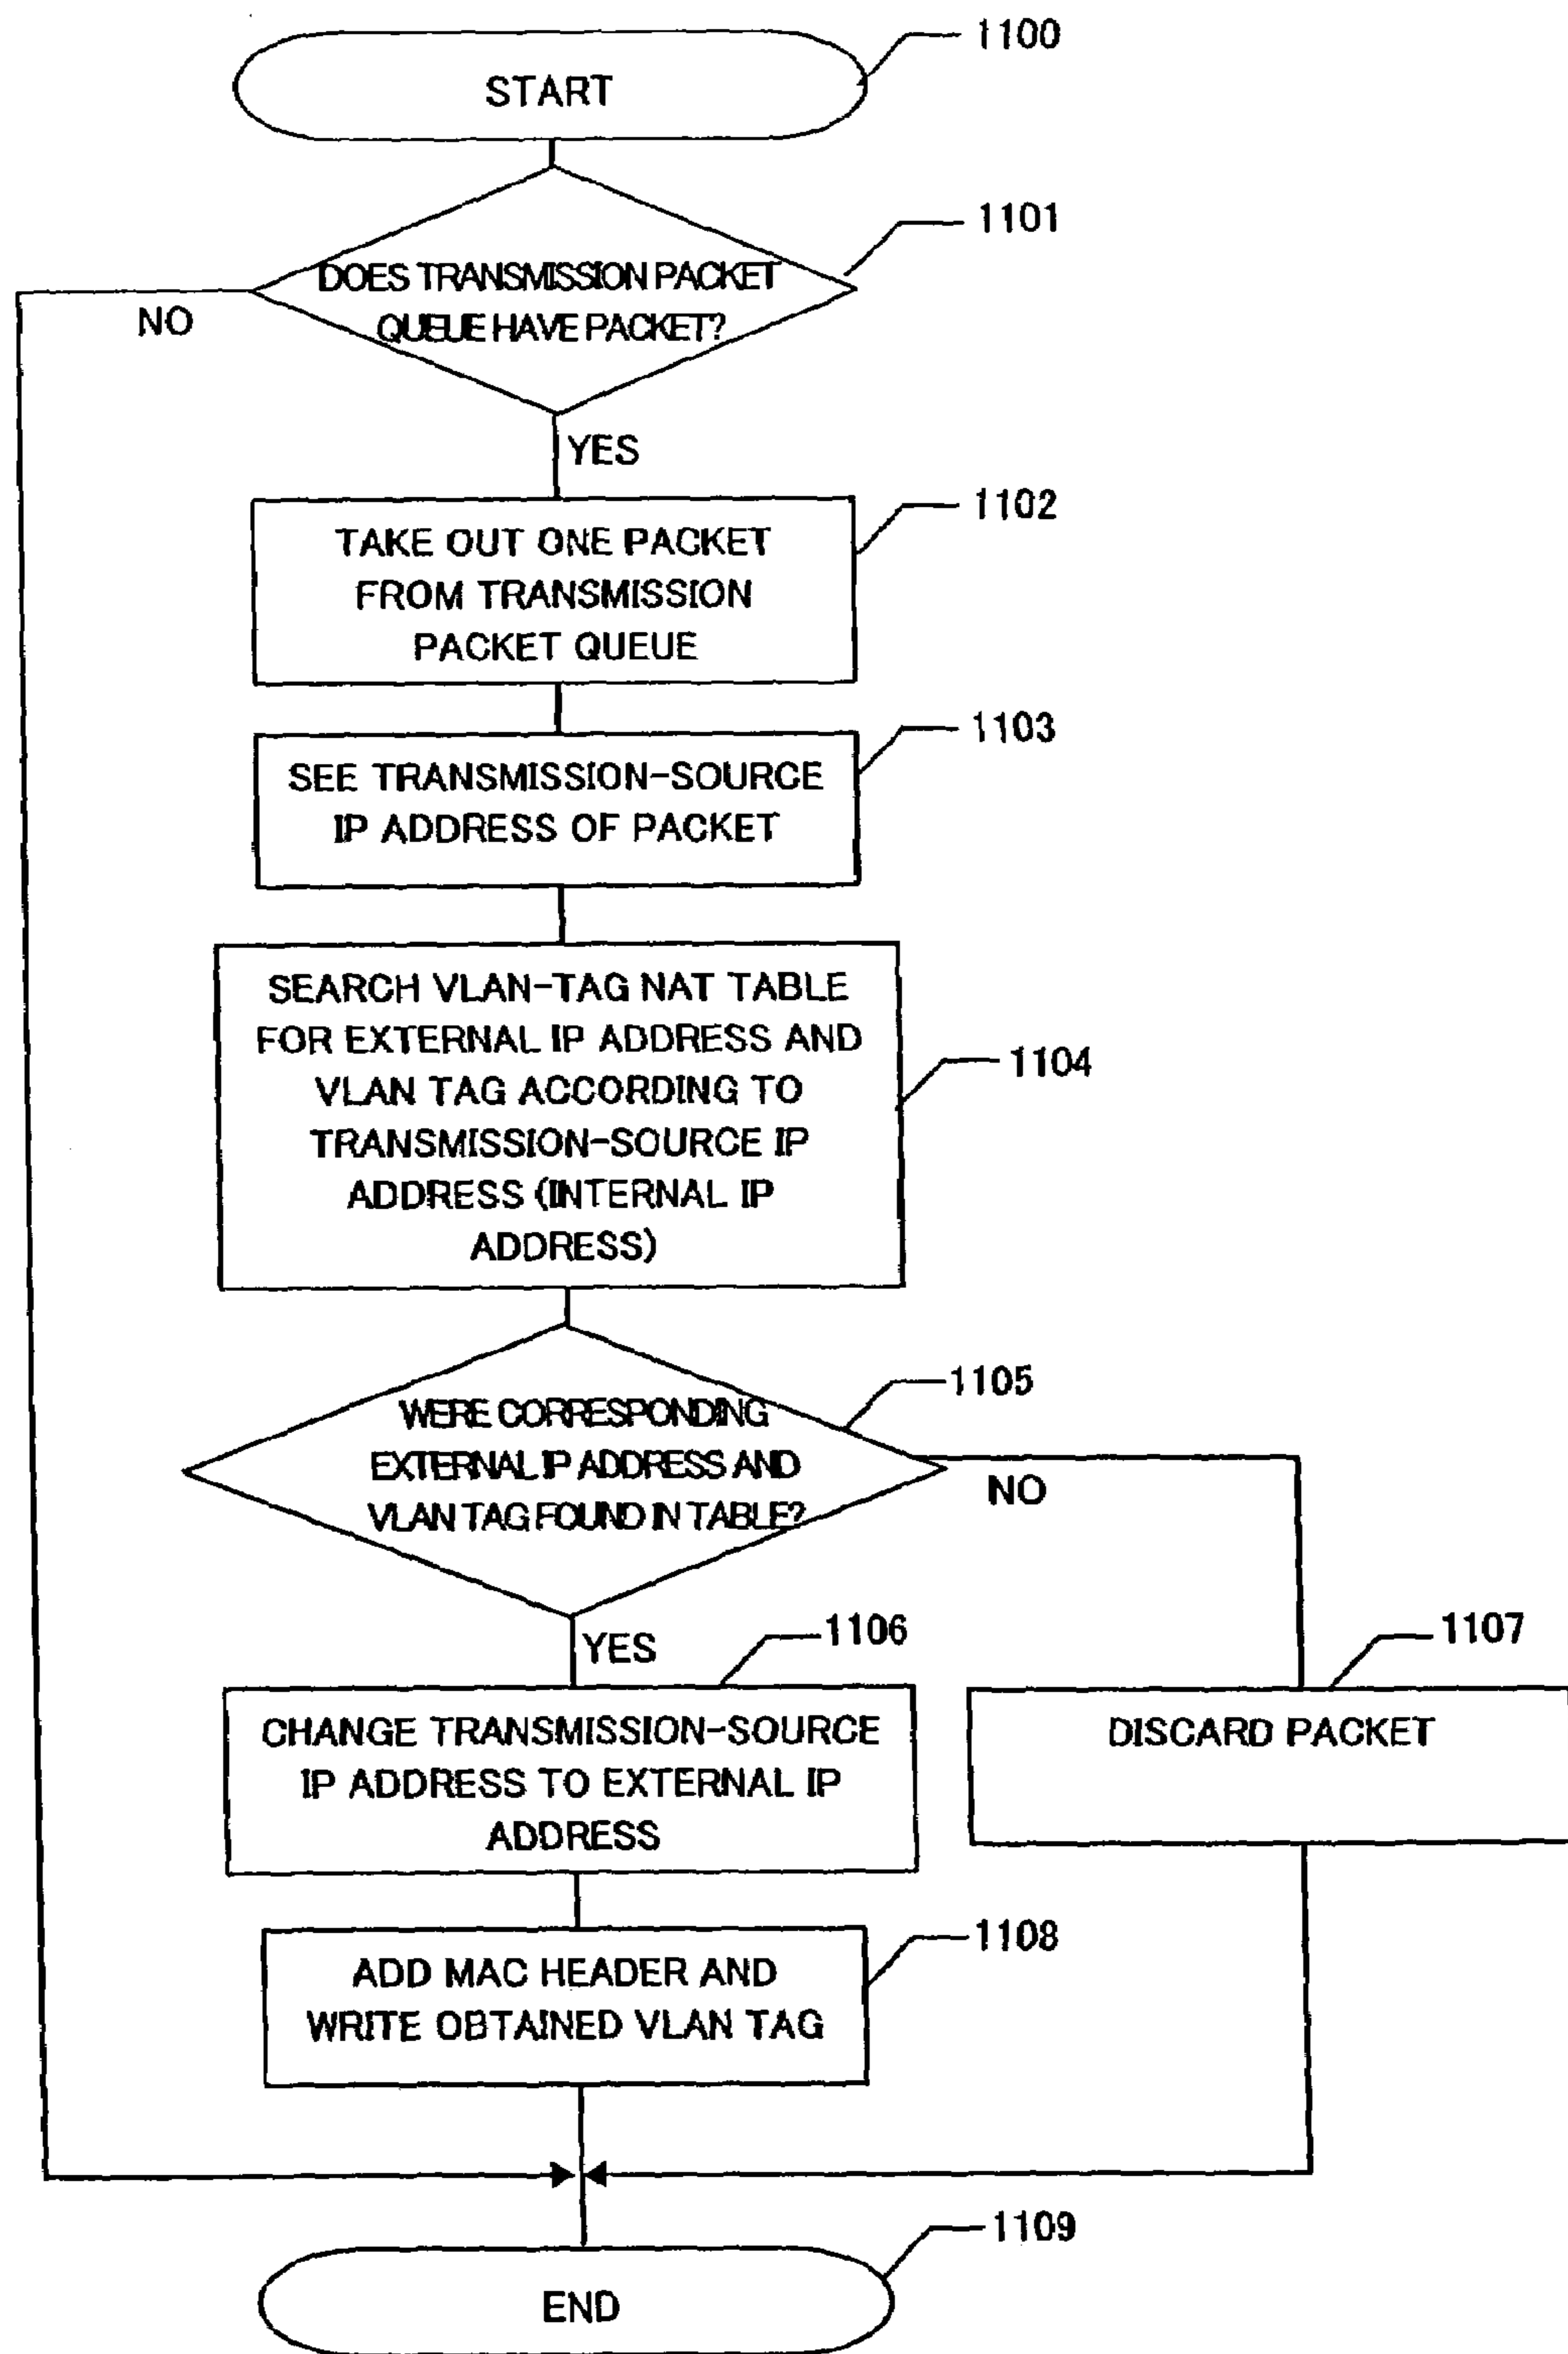 START
1100
1101
DOES TRANSMISSION PACKET
QUEUE HAVE PACKET?
NO
YES
1102
TAKE OUT ONE PACKET
FROM TRANSMISSION
PACKET QUEUE
1103
SEE TRANSMISSION-SOURCE
IP ADDRESS OF PACKET
SEARCH VLAN-TAG NAT TABLE
FOR EXTERNAL IP ADDRESS AND
VLAN TAG ACCORDING TO
TRANSMISSION-SOURCE IP
ADDRESS (INTERNAL IP
ADDRESS)
1104
1105
WERE CORRESPONDING
EXTERNAL IP ADDRESS AND
VLAN TAG FOUND IN TABLE?
NO
YES
1106
CHANGE TRANSMISSION-SOURCE
IP ADDRESS TO EXTERNAL IP
ADDRESS
1107
DISCARD PACKET
1108
ADD MAC HEADER AND
WRITE OBTAINED VLAN TAG
1109
END